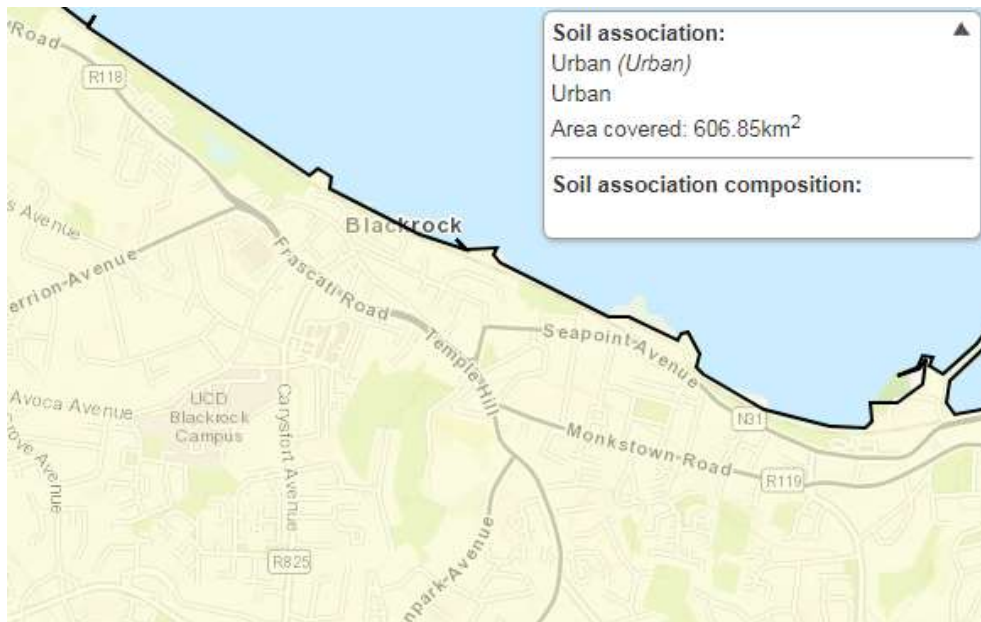 Road
R118
Soil association:
Urban (Urban)
Urban
Area covered: 606.85km²
Soil association composition:
Blackrock
s Avenue
errion-Avenue
Frascati-Road
Temple Hill
Seapoint-Avenue
Avoca Avenue
UCD
Blackrock
Campus
Carysfort Avenue
Grove Avenue
N31
Monkstown-Road
R119
R825
npark-Avenue